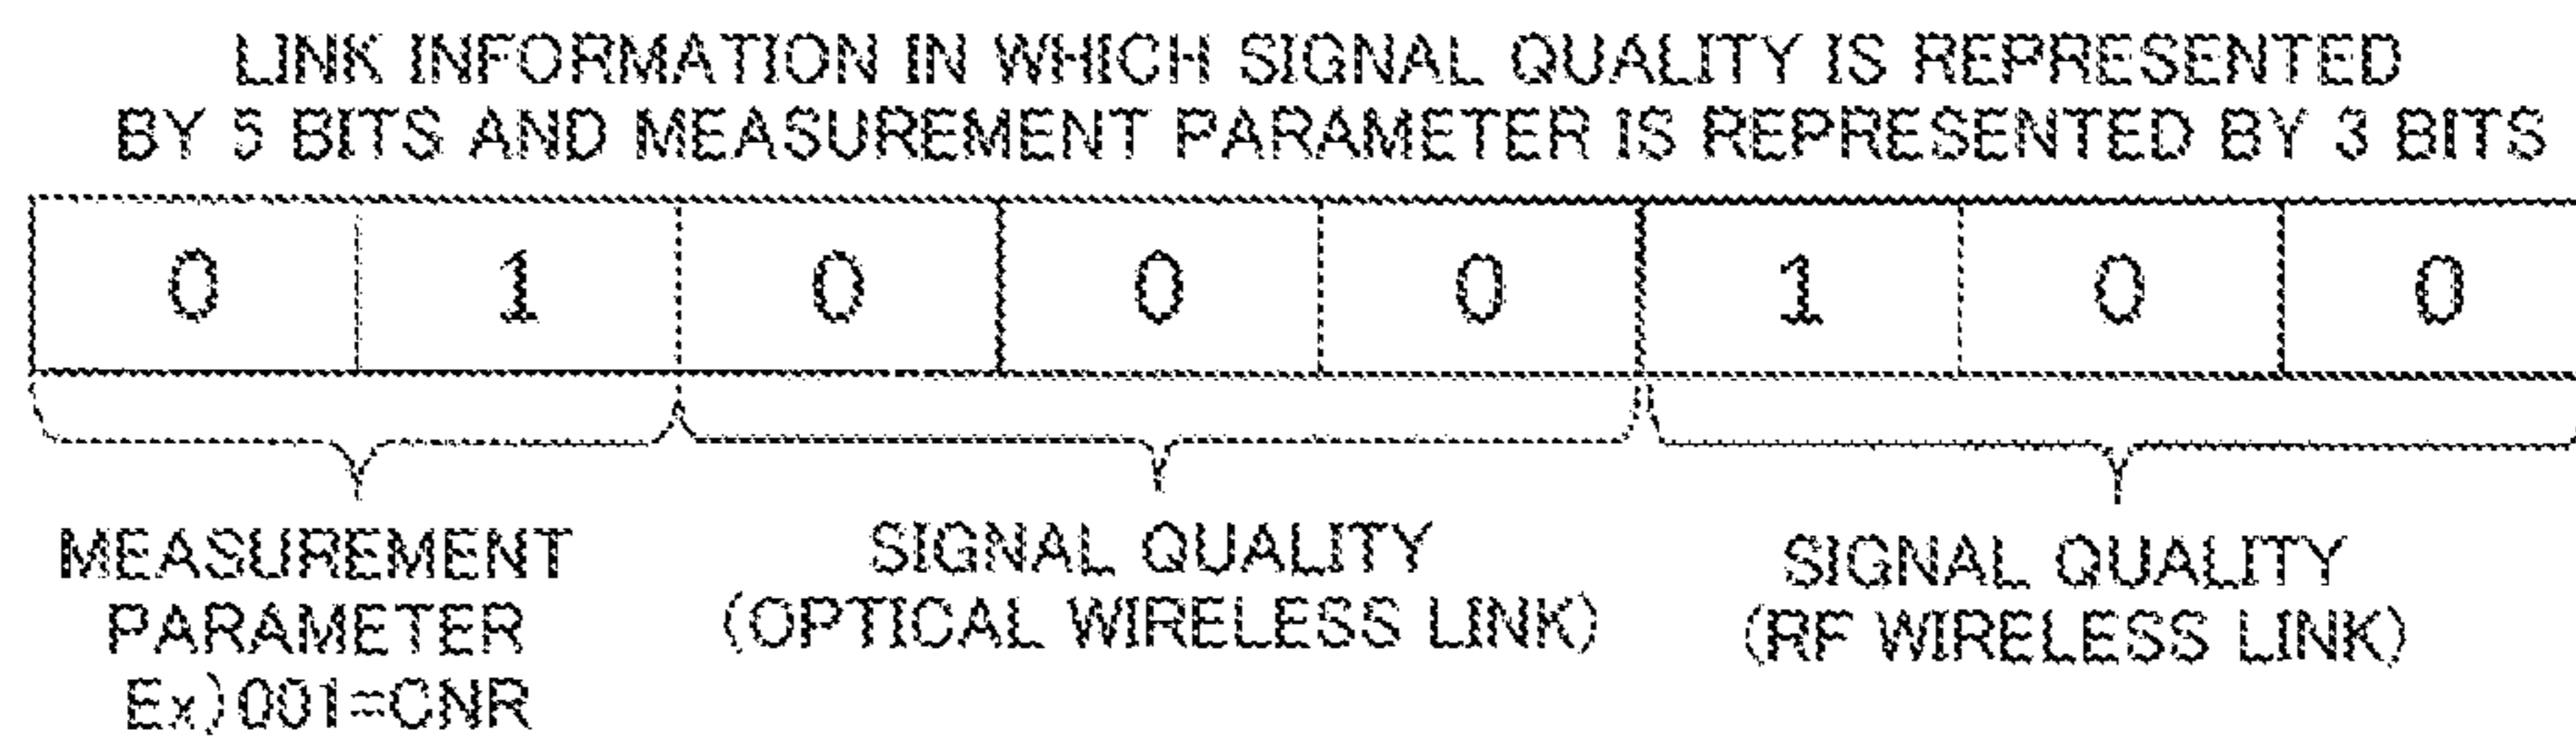 LINK INFORMATION IN WHICH SIGNAL QUALITY IS REPRESENTED
BY 5 BITS AND MEASUREMENT PARAMETER IS REPRESENTED BY 3 BITS
0 1 0 0 0 1 0 0
MEASUREMENT
PARAMETER
Ex)001=CNR
SIGNAL QUALITY
(OPTICAL WIRELESS LINK)
SIGNAL QUALITY
(RF WIRELESS LINK)